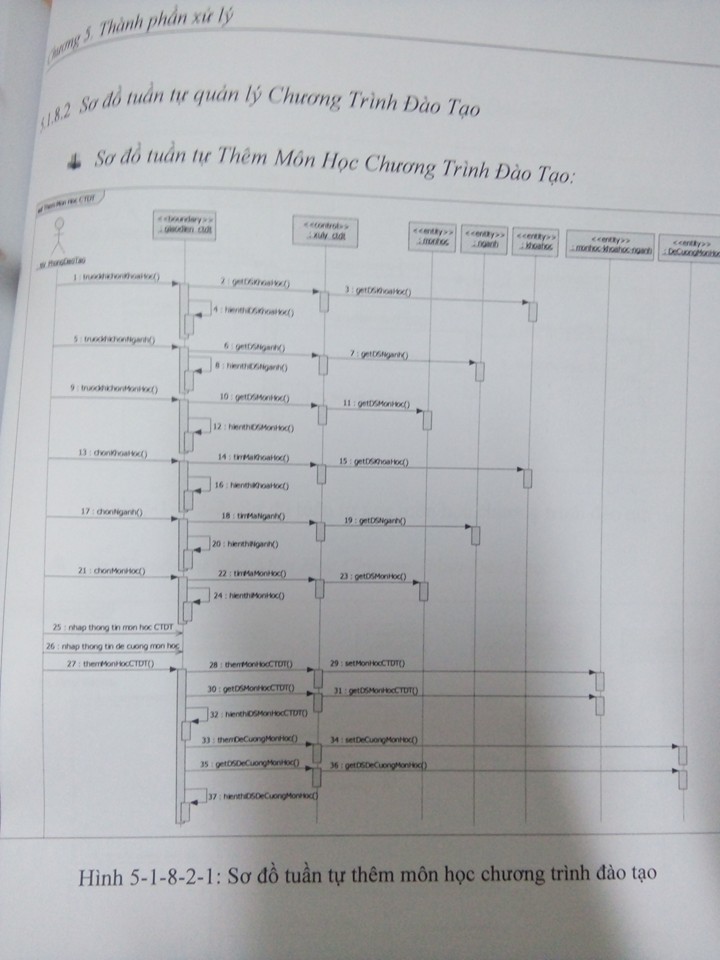 Chương 5. Thành phần xử lý
5.1.8.2 Sơ đồ tuần tự quản lý Chương Trình Đào Tạo
Sơ đồ tuần tự Thêm Môn Học Chương Trình Đào Tạo:
sd Them Mon Hoc CTDT
<<boundary>>
: giaodien_ctdt
<<control>>
: xuly_ctdt
<<entity>>
: monhoc
<<entity>>
: nganh
<<entity>>
: khoahoc
<<entity>>
: monhoc-khoahoc-nganh
<<entity>>
: DeCuongMonHoc
: PhongDaoTao
1 : truockhichonKhoaHoc()
2 : getDSKhoaHoc()
3 : getDSKhoaHoc()
4 : hienthiDSKhoaHoc()
5 : truockhichonNganh()
6 : getDSNganh()
7 : getDSNganh()
8 : hienthiDSNganh()
9 : truockhichonMonHoc()
10 : getDSMonHoc()
11 : getDSMonHoc()
12 : hienthiDSMonHoc()
13 : chonKhoaHoc()
14 : timMaKhoaHoc()
15 : getDSKhoaHoc()
16 : hienthiKhoaHoc()
17 : chonNganh()
18 : timMaNganh()
19 : getDSNganh()
20 : hienthiNganh()
21 : chonMonHoc()
22 : timMaMonHoc()
23 : getDSMonHoc()
24 : hienthiMonHoc()
25 : nhap thong tin mon hoc CTDT
26 : nhap thong tin de cuong mon hoc
27 : themMonHocCTDT()
28 : themMonHocCTDT()
29 : setMonHocCTDT()
30 : getDSMonHocCTDT()
31 : getDSMonHocCTDT()
32 : hienthiDSMonHocCTDT()
33 : themDeCuongMonHoc()
34 : setDeCuongMonHoc()
35 : getDSDeCuongMonHoc()
36 : getDSDeCuongMonHoc()
37 : hienthiDSDeCuongMonHoc()
Hình 5-1-8-2-1: Sơ đồ tuần tự thêm môn học chương trình đào tạo